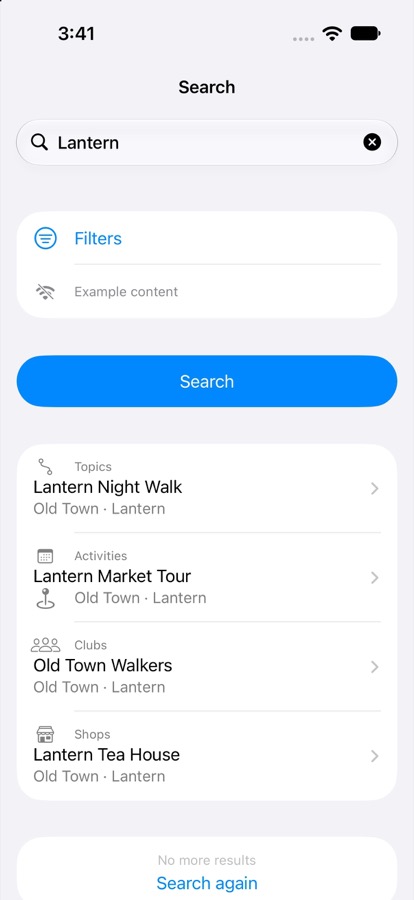 3:41
Search
Lantern
Filters
Example content
Search
Topics
Lantern Night Walk
Old Town · Lantern
Activities
Lantern Market Tour
Old Town · Lantern
Clubs
Old Town Walkers
Old Town · Lantern
Shops
Lantern Tea House
Old Town · Lantern
No more results
Search again